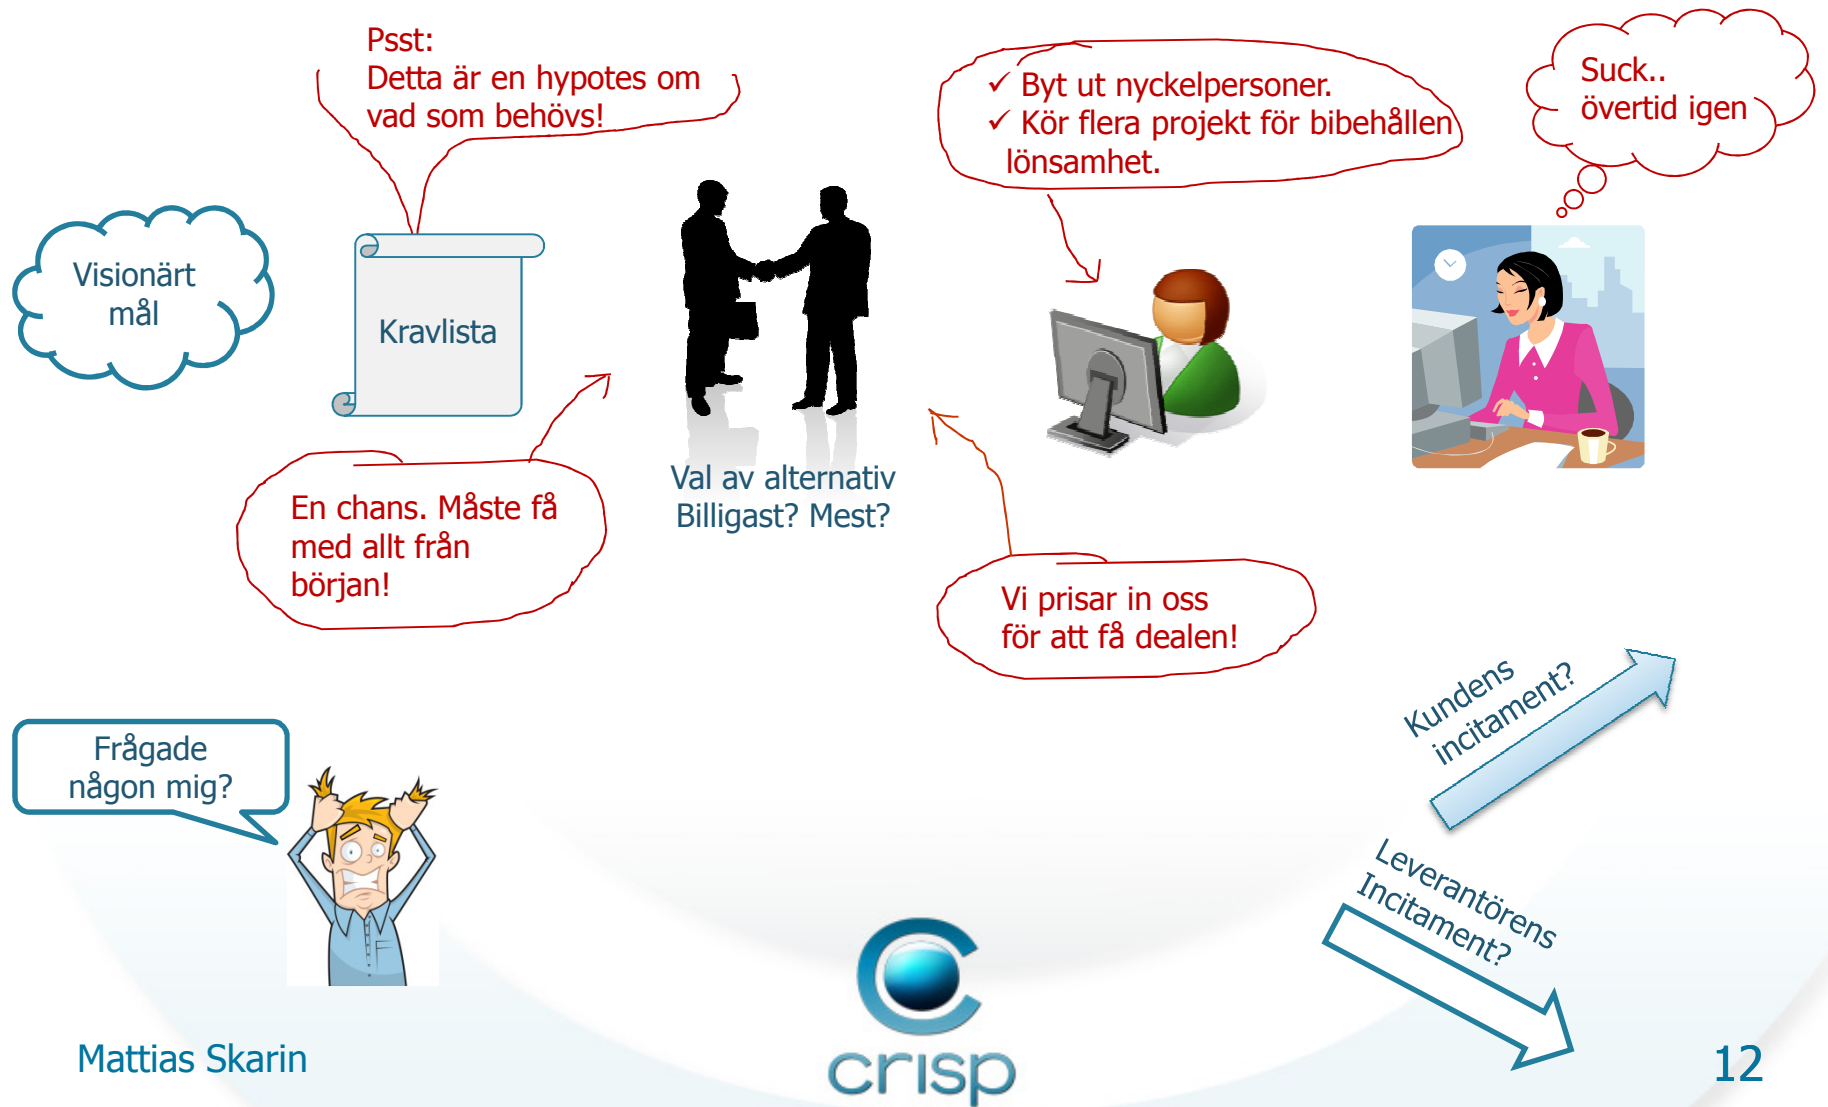 Psst:
Detta är en hypotes om
vad som behövs!
✓ Byt ut nyckelpersoner.
✓ Kör flera projekt för bibehållen
lönsamhet.
Suck..
övertid igen
Visionärt
mål
Kravlista
Val av alternativ
Billigast? Mest?
En chans. Måste få
med allt från
början!
Vi prisar in oss
för att få dealen!
Kundens
incitament?
Frågade
någon mig?
Leverantörens
Incitament?
Mattias Skarin
crisp
12